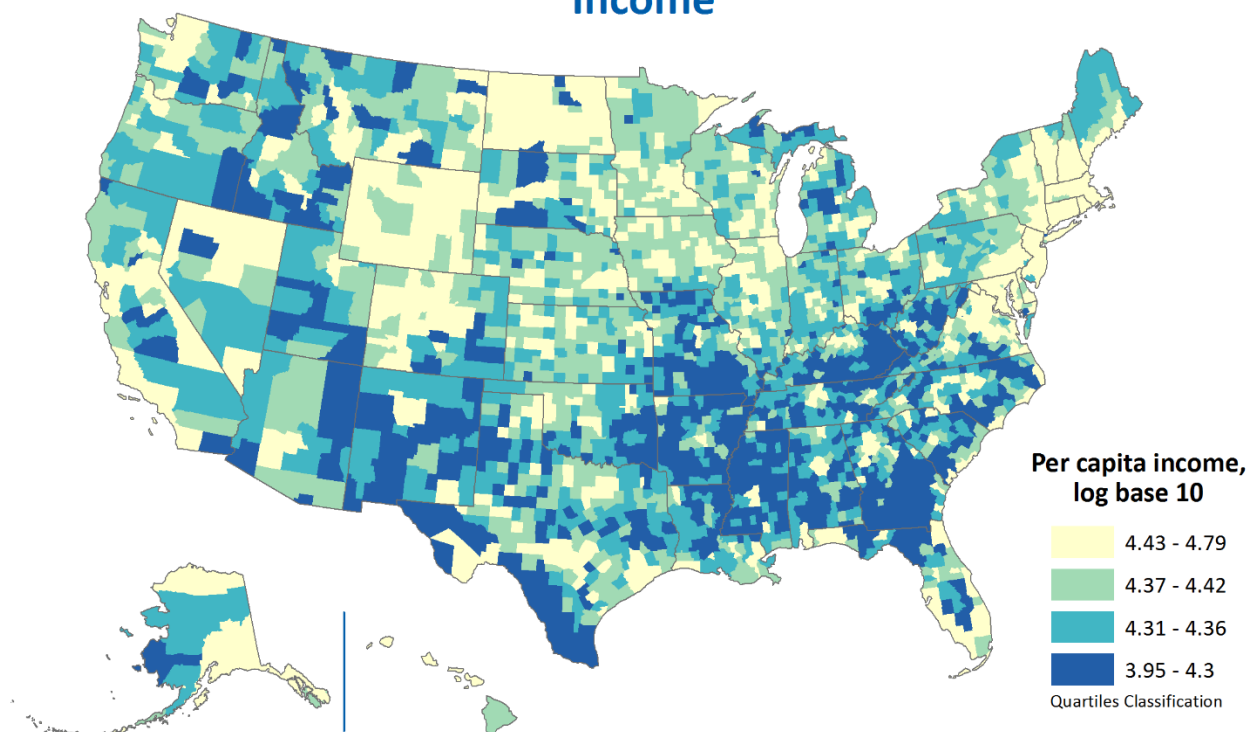 Income
Per capita income,
log base 10
4.43 - 4.79
4.37 - 4.42
4.31 - 4.36
3.95 - 4.3
Quartiles Classification